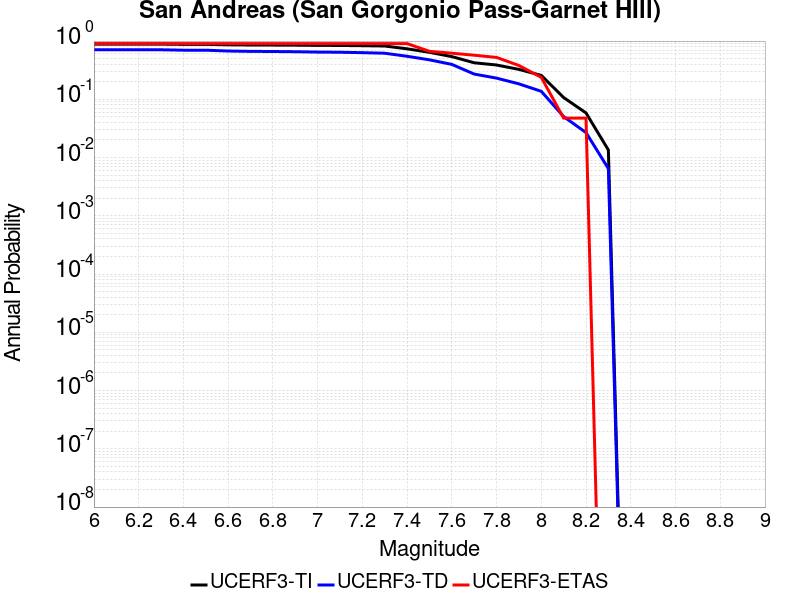 San Andreas (San Gorgonio Pass-Garnet HIll)
Annual Probability
10^0
10^-1
10^-2
10^-3
10^-4
10^-5
10^-6
10^-7
10^-8
6 6.2 6.4 6.6 6.8 7 7.2 7.4 7.6 7.8 8 8.2 8.4 8.6 8.8 9
Magnitude
UCERF3-TI UCERF3-TD UCERF3-ETAS